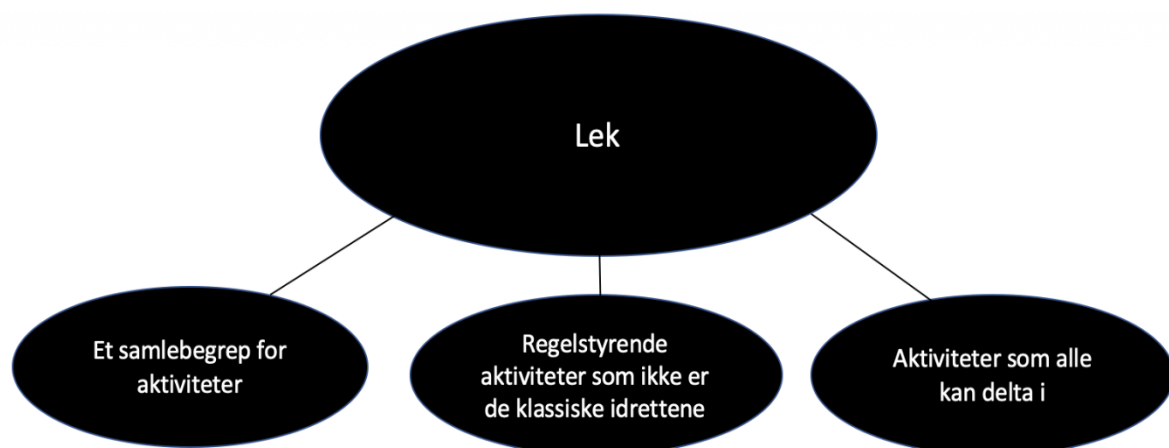 Lek
Et samlebegrep for
aktiviteter
Regelstyrende
aktiviteter som ikke er
de klassiske idrettene
Aktiviteter som alle
kan delta i